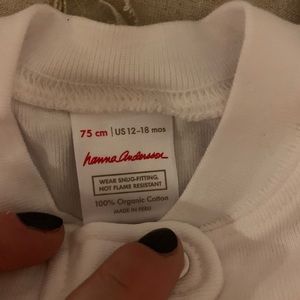 75 cm | US 12-18 mos
hanna andersson
WEAR SNUG-FITTING,
NOT FLAME RESISTANT
100% Organic Cotton
MADE IN PERU